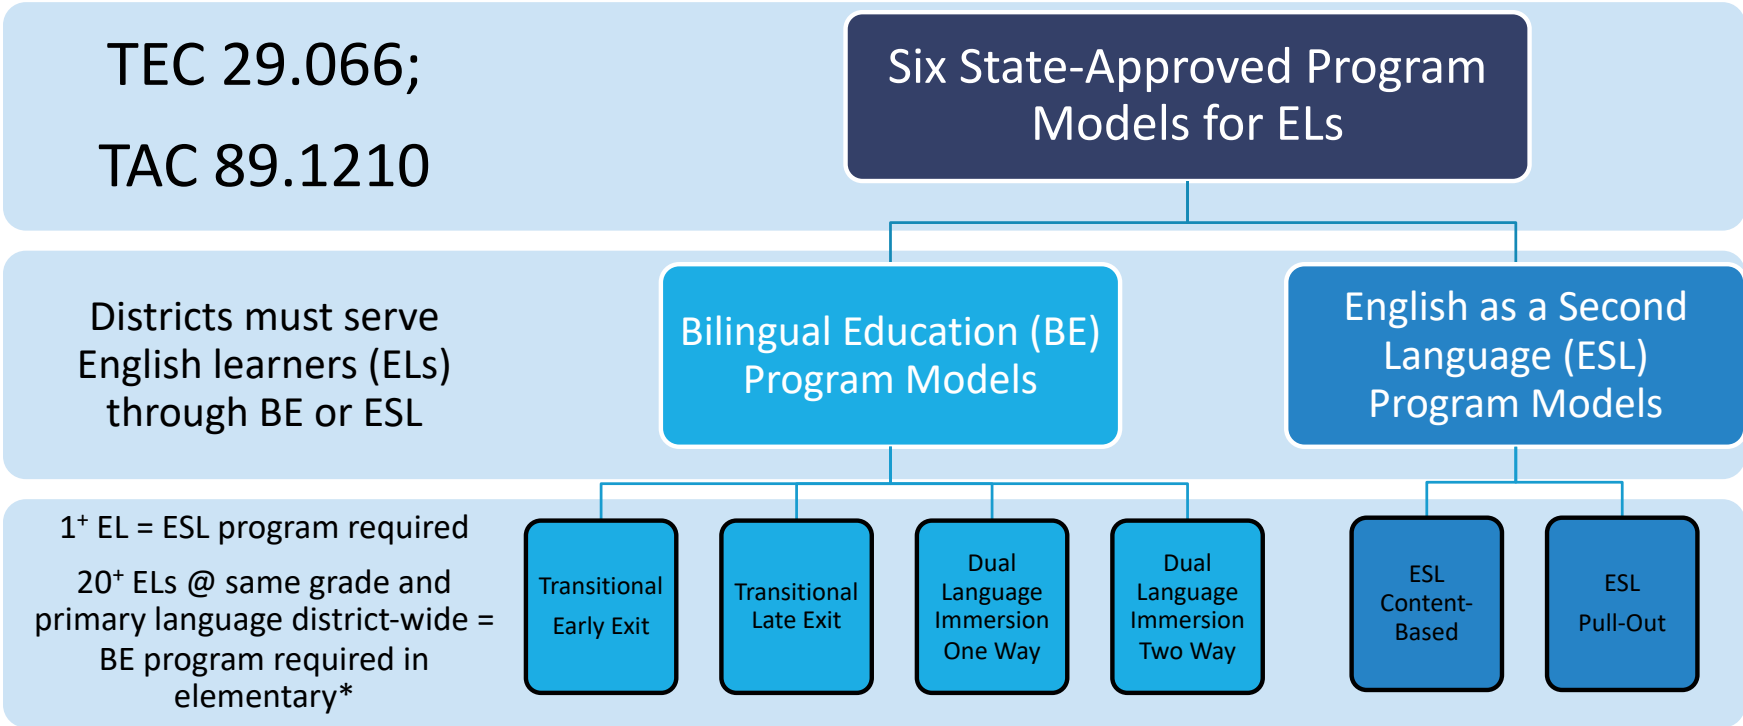 TEC 29.066;
TAC 89.1210
Six State-Approved Program
Models for ELs
Districts must serve
English learners (ELs)
through BE or ESL
Bilingual Education (BE)
Program Models
English as a Second
Language (ESL)
Program Models
1⁺ EL = ESL program required
20⁺ ELs @ same grade and
primary language district-wide =
BE program required in
elementary*
Transitional
Early Exit
Transitional
Late Exit
Dual
Language
Immersion
One Way
Dual
Language
Immersion
Two Way
ESL
Content-
Based
ESL
Pull-Out